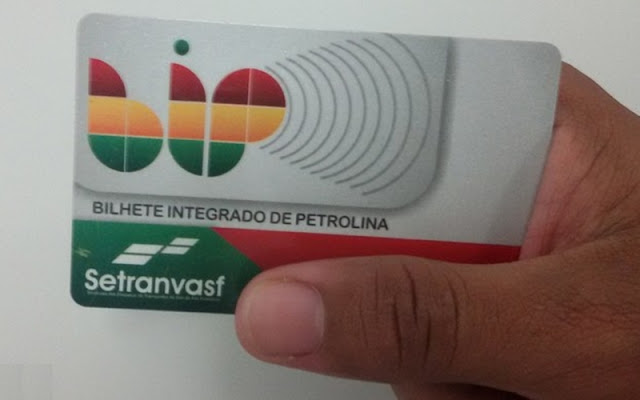 bip
BILHETE INTEGRADO DE PETROLINA
Setranvasf